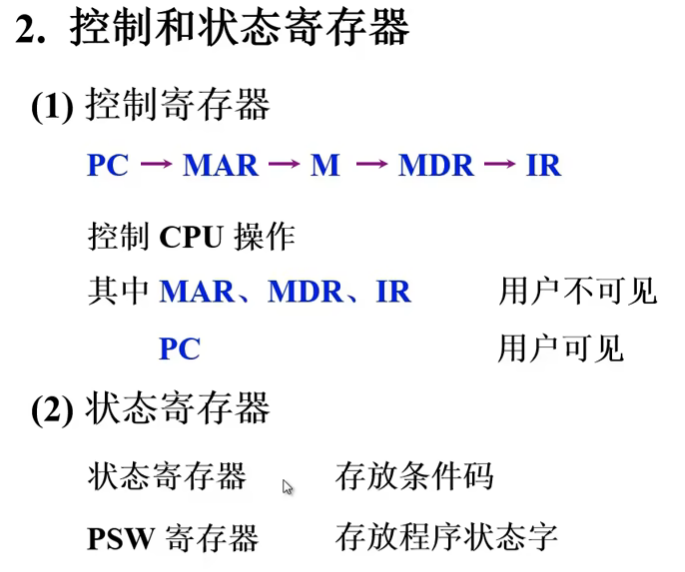 2. 控制和状态寄存器
(1) 控制寄存器
PC → MAR → M → MDR → IR
控制 CPU 操作
其中 MAR、MDR、IR 用户不可见
PC 用户可见
(2) 状态寄存器
状态寄存器 存放条件码
PSW 寄存器 存放程序状态字